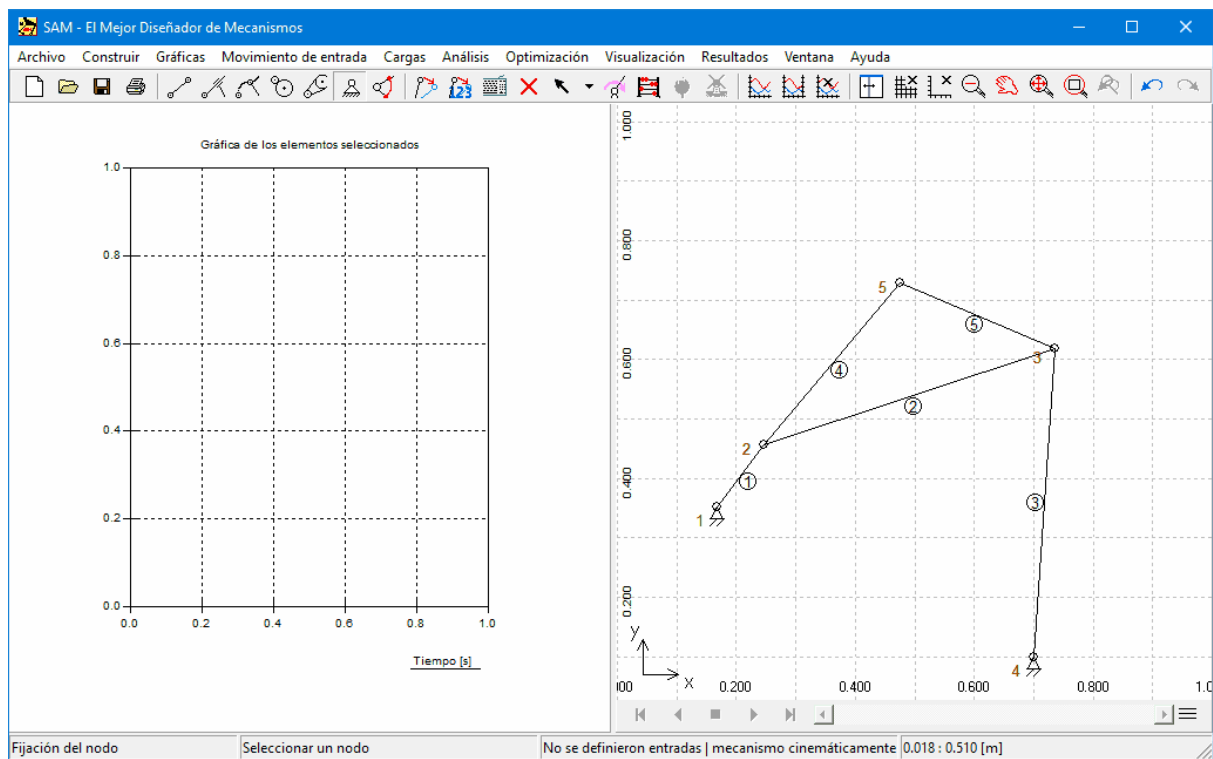 SAM - El Mejor Diseñador de Mecanismos
Archivo Construir Gráficas Movimiento de entrada Cargas Análisis Optimización Visualización Resultados Ventana Ayuda
123
Gráfica de los elementos seleccionados
1.0
0.8
0.6
0.4
0.2
0.0
0.0 0.2 0.4 0.6 0.8 1.0
Tiempo [s]
1.000
0.800
0.600
0.400
0.200
5
5
3
4
2
2
1
1
3
4
y
x
00 0.200 0.400 0.600 0.800 1.0
Fijación del nodo
Seleccionar un nodo
No se definieron entradas | mecanismo cinemáticamente
0.018 : 0.510 [m]